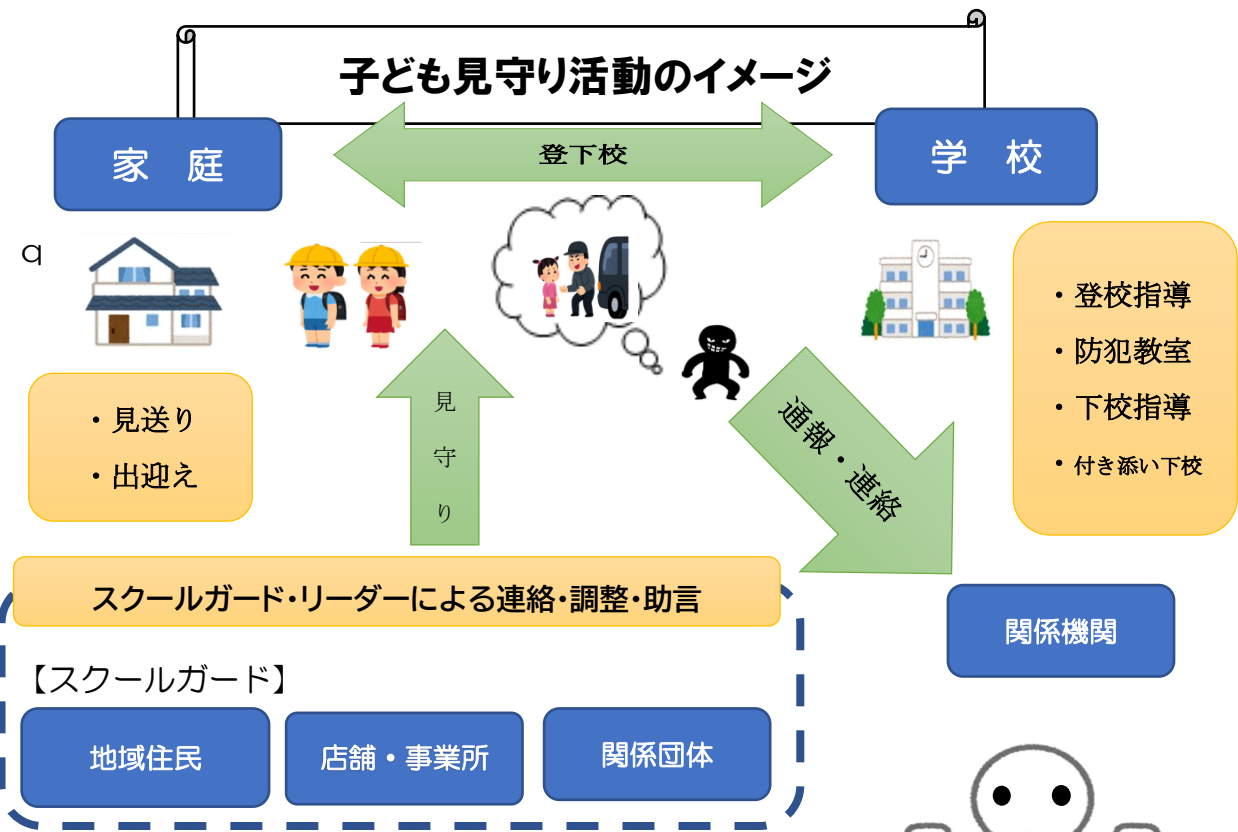 子ども見守り活動のイメージ
家　庭
登下校
学　校
q
・見送り
・出迎え
・登校指導
・防犯教室
・下校指導
・付き添い下校
見守り
通報・連絡
スクールガード・リーダーによる連絡・調整・助言
関係機関
【スクールガード】
地域住民
店舗・事業所
関係団体